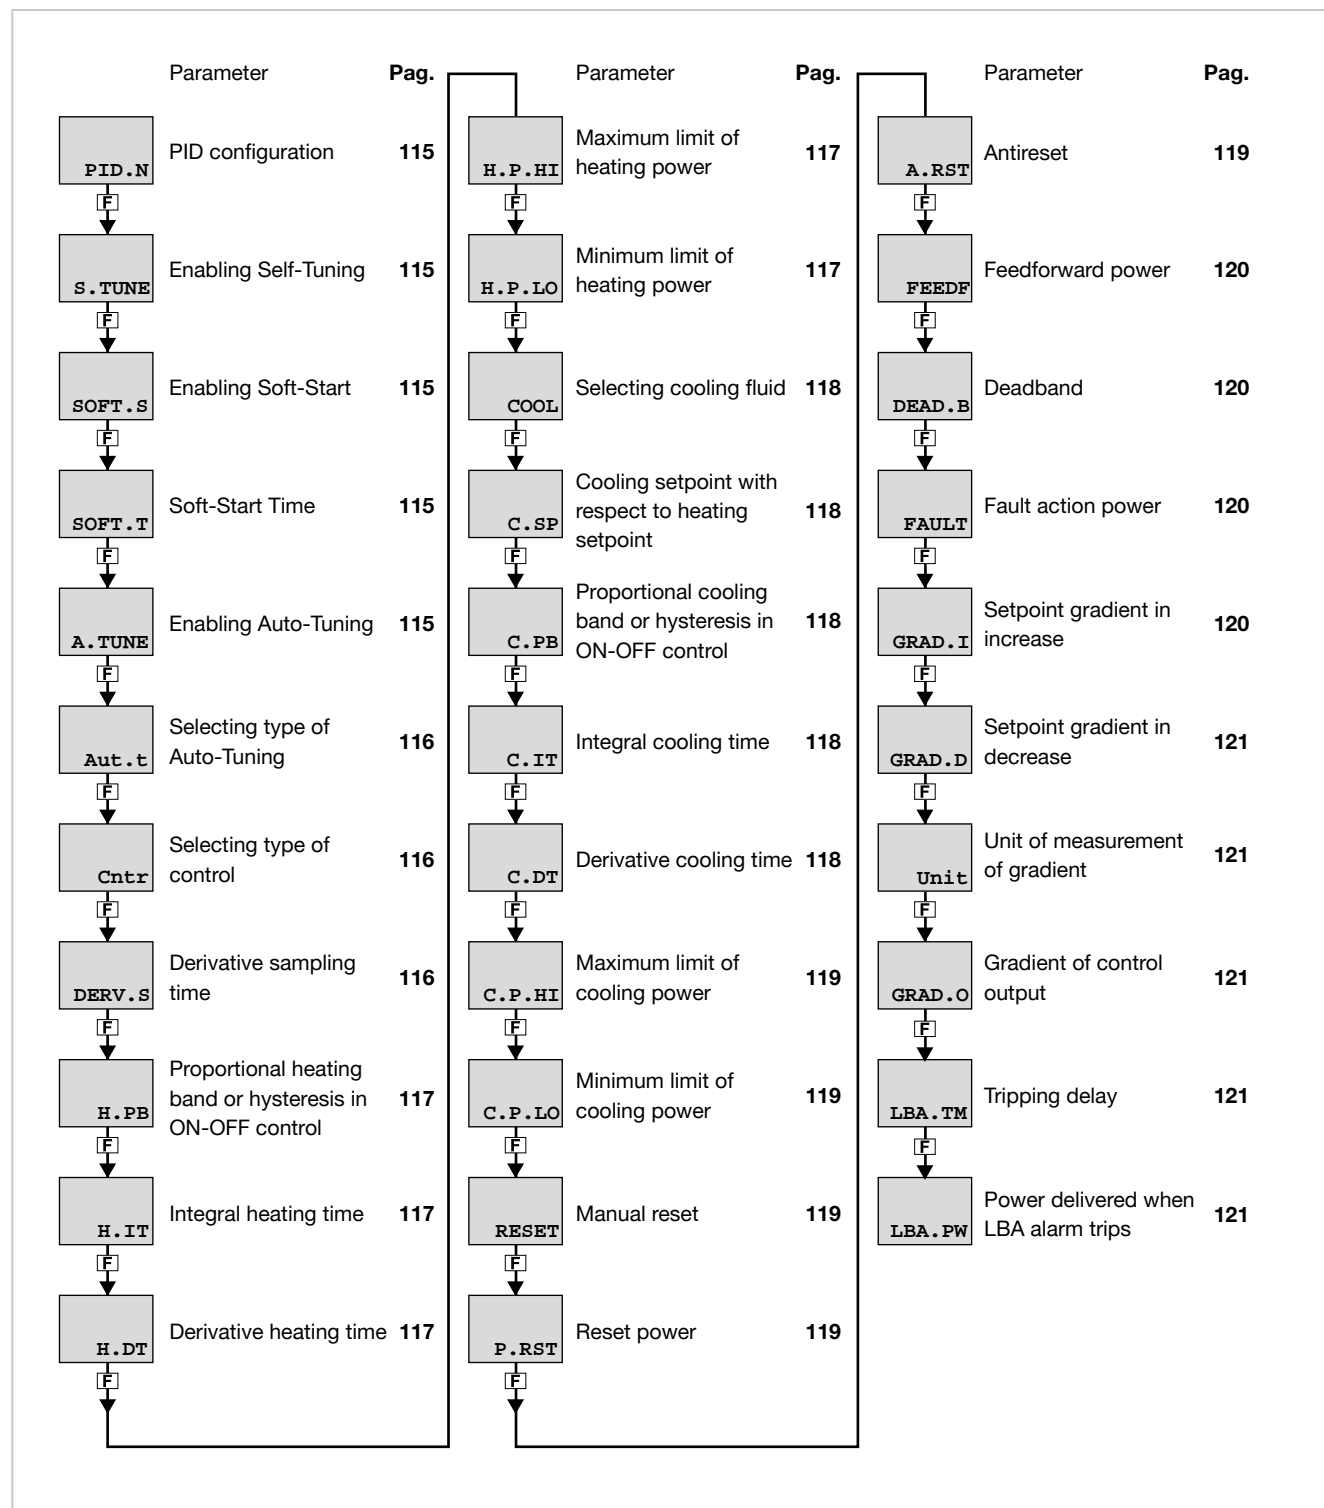 Parameter Pag.
PID.N PID configuration 115
F
S.TUNE Enabling Self-Tuning 115
F
SOFT.S Enabling Soft-Start 115
F
SOFT.T Soft-Start Time 115
F
A.TUNE Enabling Auto-Tuning 115
F
Selecting type of
Aut.t Auto-Tuning 116
F
Selecting type of
Cntr control 116
F
Derivative sampling
DERV.S time 116
F
Proportional heating
H.PB band or hysteresis in 117
ON-OFF control
F
H.IT Integral heating time 117
F
H.DT Derivative heating time 117
F
Parameter Pag.
Maximum limit of
H.P.HI heating power 117
F
Minimum limit of
H.P.LO heating power 117
F
COOL Selecting cooling fluid 118
F
Cooling setpoint with
C.SP respect to heating 118
setpoint
F
Proportional cooling
C.PB band or hysteresis in 118
ON-OFF control
F
C.IT Integral cooling time 118
F
C.DT Derivative cooling time 118
F
Maximum limit of
C.P.HI cooling power 119
F
Minimum limit of
C.P.LO cooling power 119
F
RESET Manual reset 119
F
P.RST Reset power 119
F
Parameter Pag.
A.RST Antireset 119
F
FEEDF Feedforward power 120
F
DEAD.B Deadband 120
F
FAULT Fault action power 120
F
Setpoint gradient in
GRAD.I increase 120
F
Setpoint gradient in
GRAD.D decrease 121
F
Unit of measurement
Unit of gradient 121
F
Gradient of control
GRAD.O output 121
F
LBA.TM Tripping delay 121
F
Power delivered when
LBA.PW LBA alarm trips 121